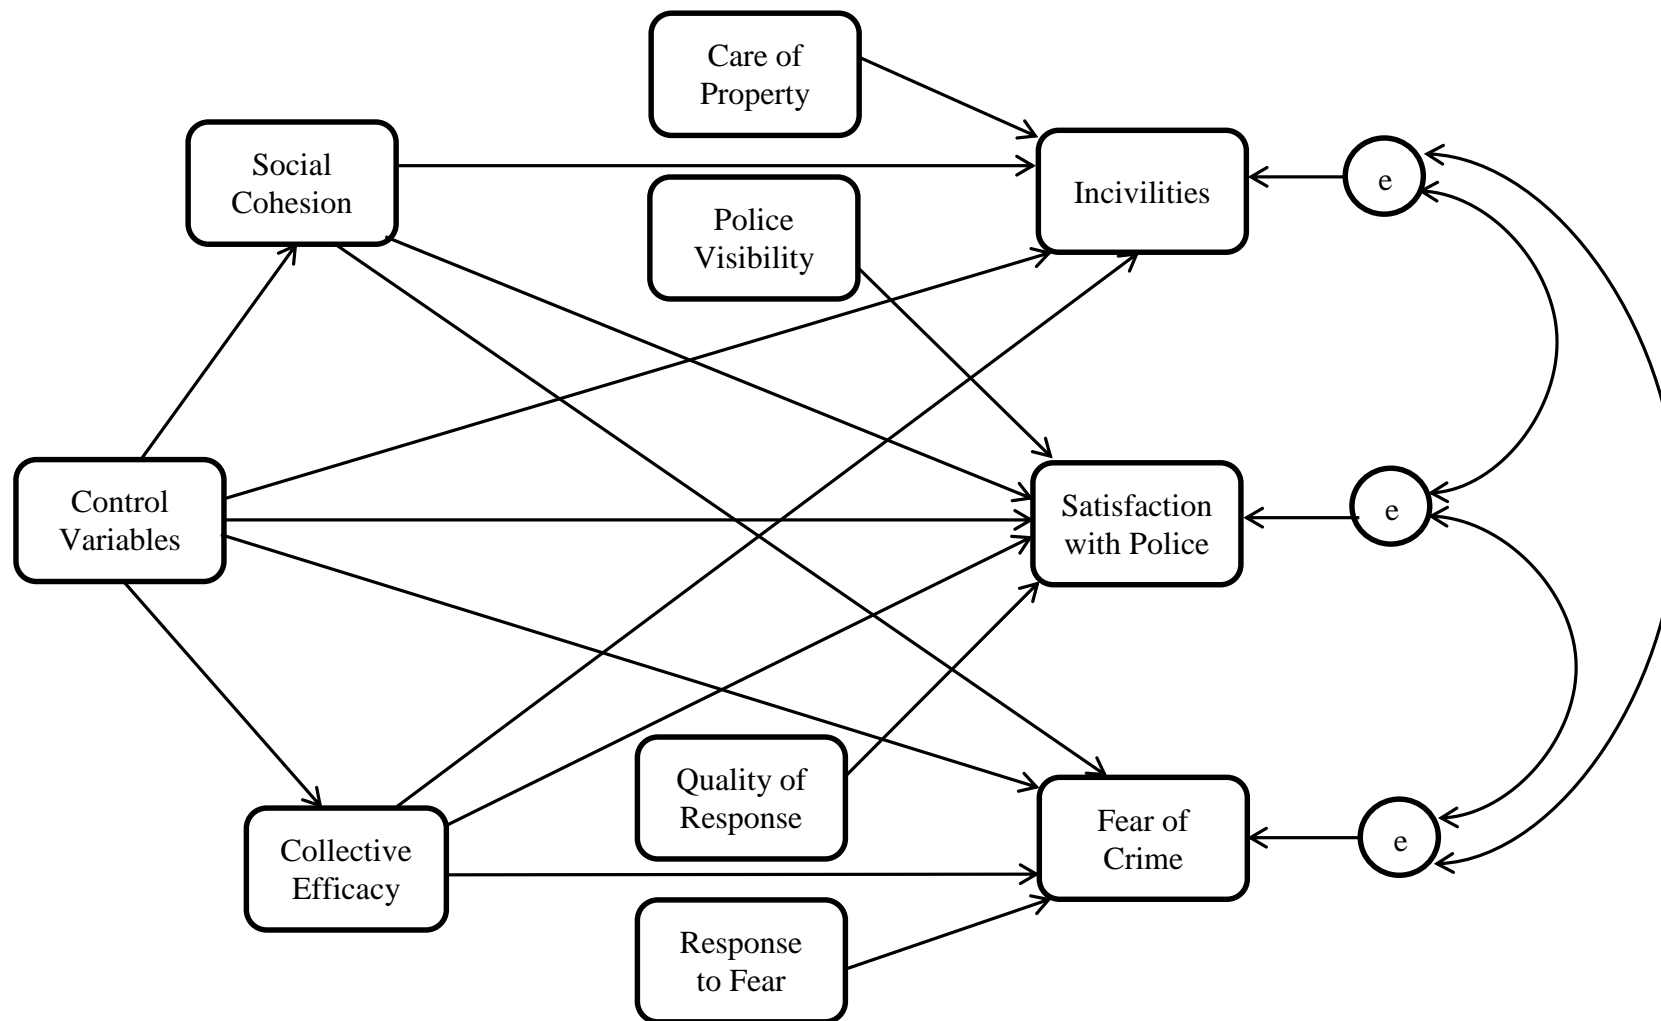 Care of
Property
Social
Cohesion
Incivilities
e
Police
Visibility
Control
Variables
Satisfaction
with Police
e
Quality of
Response
Fear of
Crime
e
Collective
Efficacy
Response
to Fear